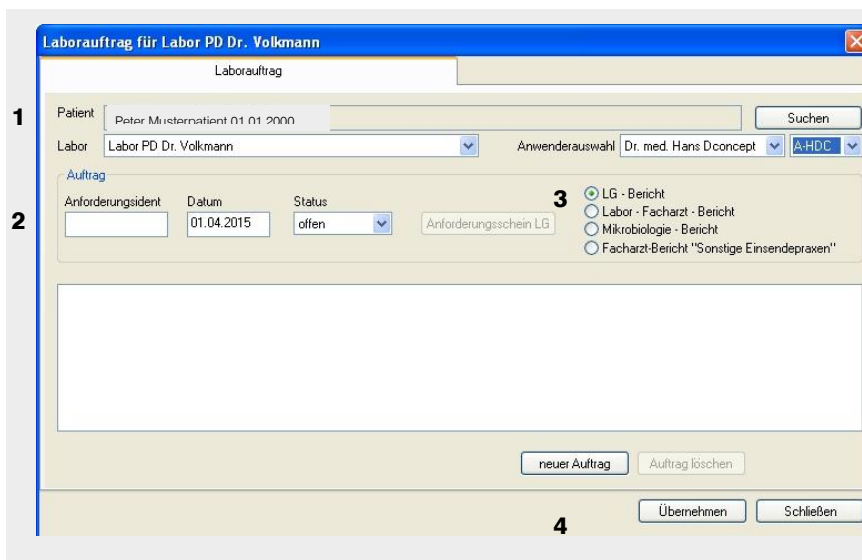 Laborauftrag für Labor PD Dr. Volkmann
Laborauftrag
1 Patient Peter Musterpatient 01.01.2000 Suchen
Labor Labor PD Dr. Volkmann Anwenderauswahl Dr. med. Hans Dconcept A-HDC
Auftrag
Anforderungsident Datum Status 3 LG - Bericht
2 01.04.2015 offen Anforderungsschein LG Labor - Facharzt - Bericht
Mikrobiologie - Bericht
Facharzt-Bericht "Sonstige Einsendepraxen"
neuer Auftrag Auftrag löschen
Übernehmen Schließen
4